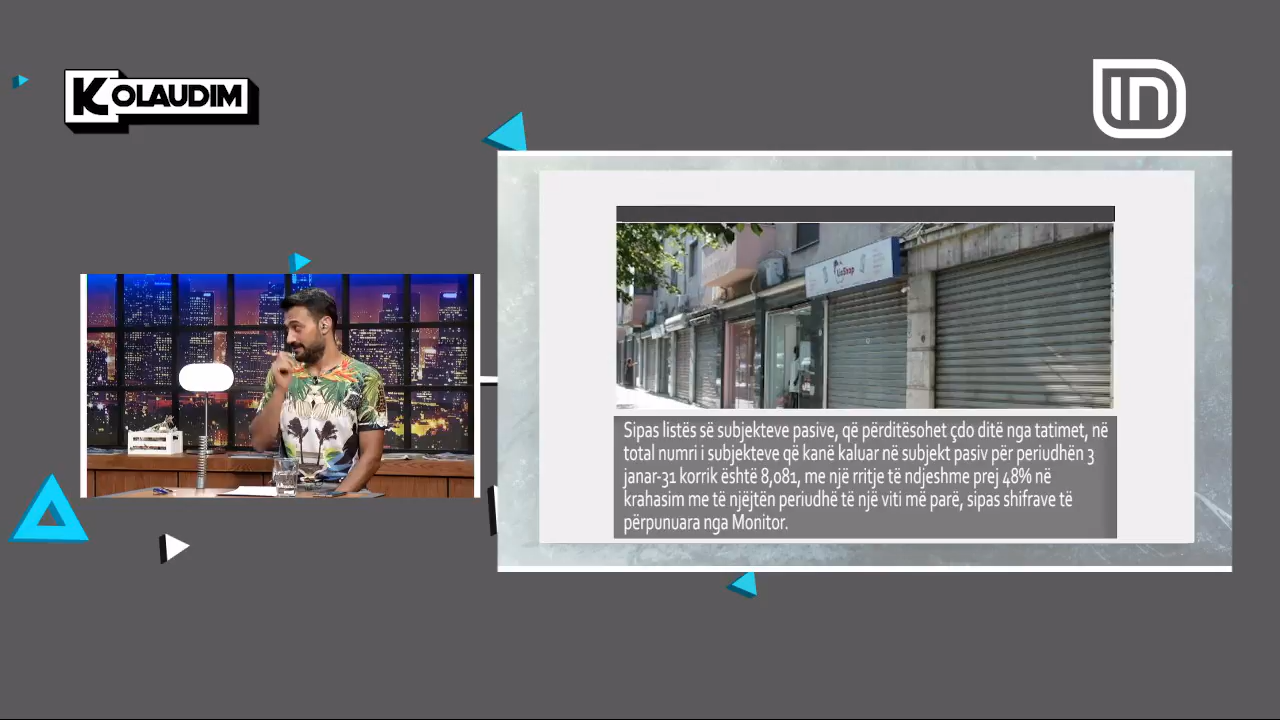 KOLAUDIM
IN
LinShop
Sipas listës së subjekteve pasive, që përditësohet çdo ditë nga tatimet, në
total numri i subjekteve që kanë kaluar në subjekt pasiv për periudhën 3
janar-31 korrik është 8,081, me një rritje të ndjeshme prej 48% në
krahasim me të njëjtën periudhë të një viti më parë, sipas shifrave të
përpunuara nga Monitor.